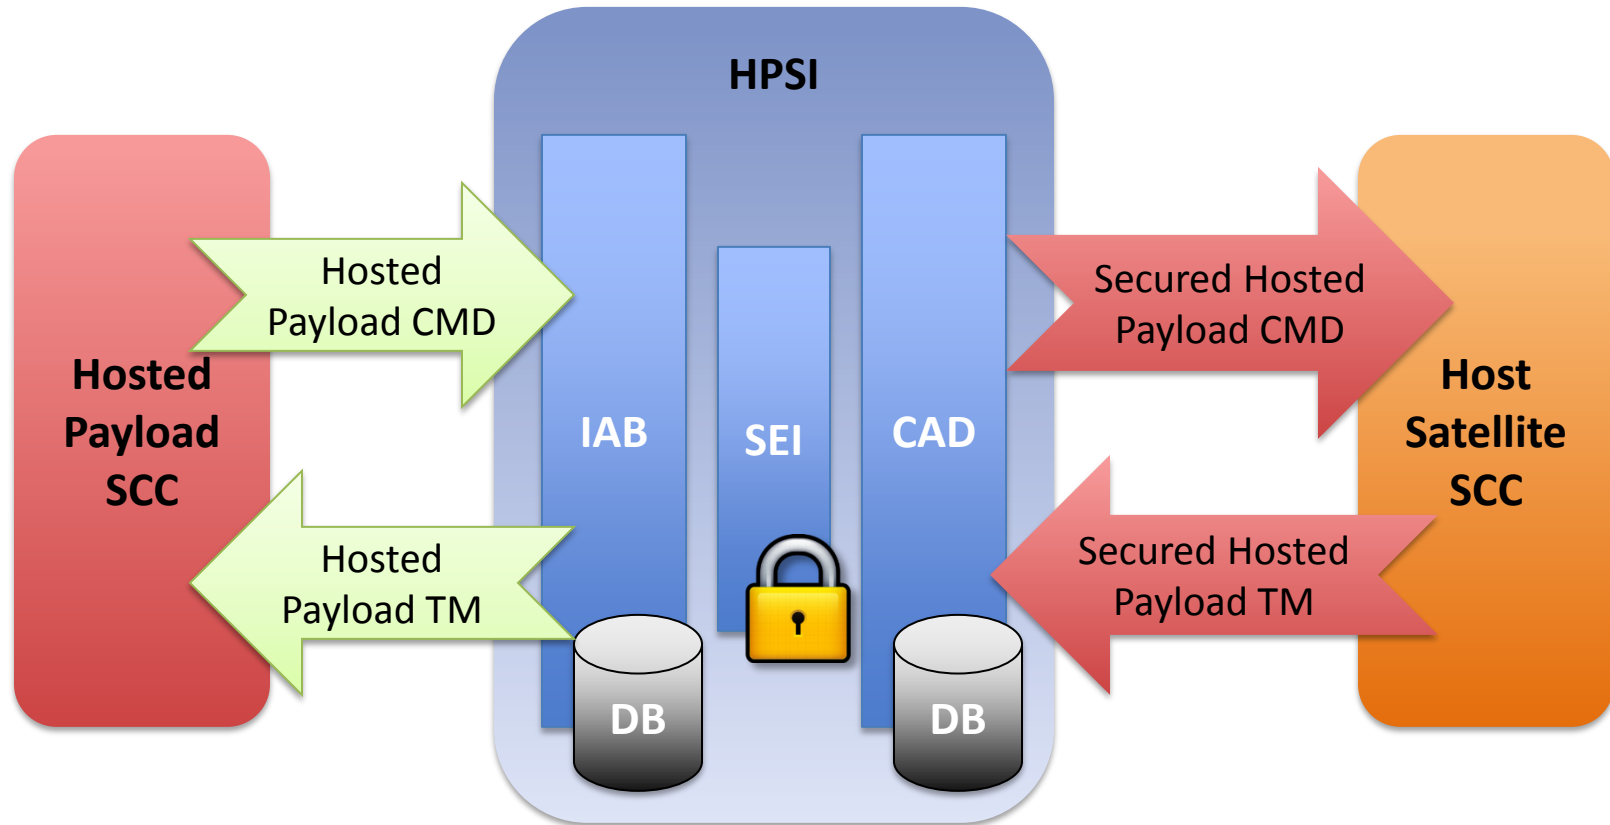 HPSI
Hosted
Payload CMD
Secured Hosted
Payload CMD
Hosted
Payload
SCC
IAB
SEI
CAD
Host
Satellite
SCC
Hosted
Payload TM
Secured Hosted
Payload TM
DB
DB